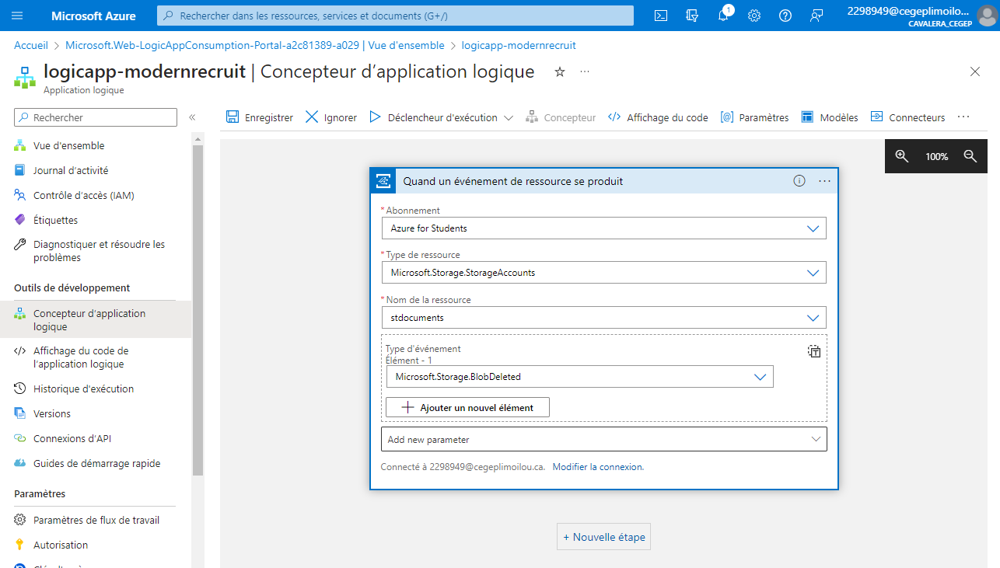 Microsoft Azure
Rechercher dans les ressources, services et documents (G+/)
1
2298949@cegeplimoilo...
CAVALERA_CEGEP
Accueil > Microsoft.Web-LogicAppConsumption-Portal-a2c81389-a029 | Vue d'ensemble > logicapp-modernrecruit
logicapp-modernrecruit | Concepteur d’application logique
Application logique
Rechercher
Enregistrer
Ignorer
Déclencheur d'exécution
Concepteur
Affichage du code
Paramètres
Modèles
Connecteurs
Vue d'ensemble
Journal d’activité
Contrôle d’accès (IAM)
Étiquettes
Diagnostiquer et résoudre les
problèmes
Outils de développement
Concepteur d’application
logique
Affichage du code de
l’application logique
Historique d'exécution
Versions
Connexions d’API
Guides de démarrage rapide
Paramètres
Paramètres de flux de travail
Autorisation
100%
Quand un événement de ressource se produit
* Abonnement
Azure for Students
* Type de ressource
Microsoft.Storage.StorageAccounts
* Nom de la ressource
stdocuments
Type d'événement
Élément - 1
Microsoft.Storage.BlobDeleted
Ajouter un nouvel élément
Add new parameter
Connecté à 2298949@cegeplimoilou.ca. Modifier la connexion.
+ Nouvelle étape